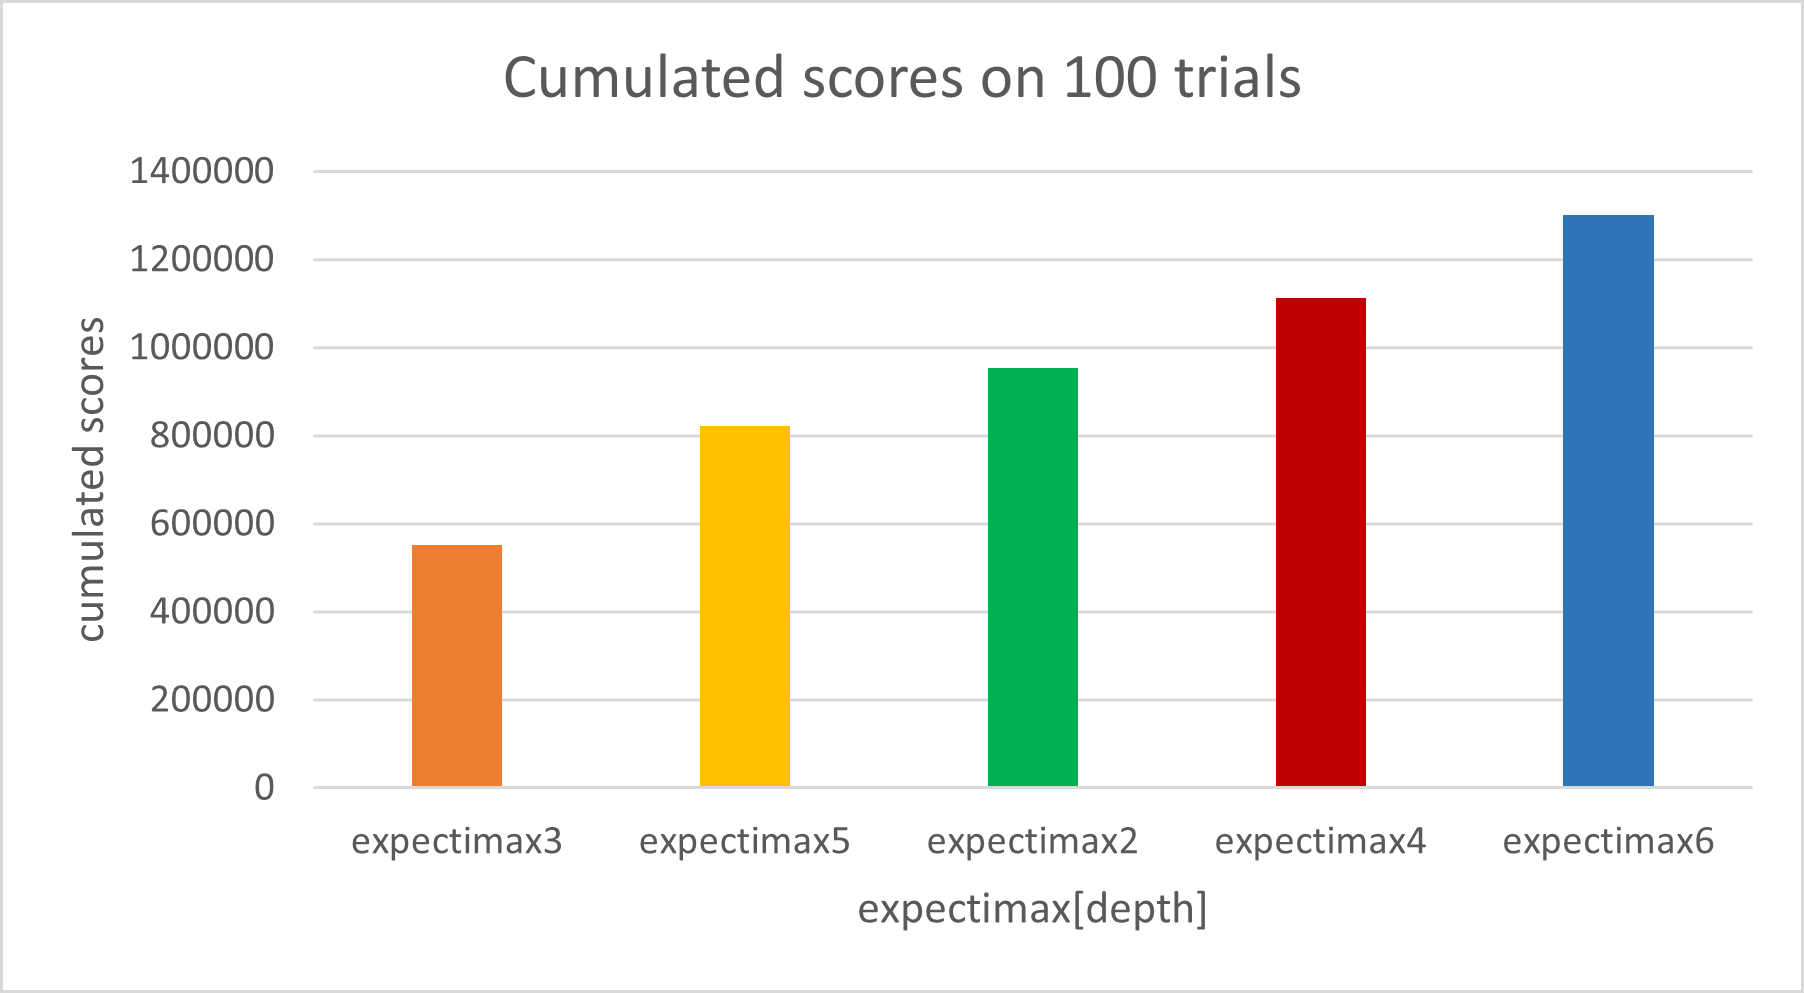 Cumulated scores on 100 trials
1400000
1200000
1000000
800000
600000
400000
200000
0
cumulated scores
expectimax3
expectimax5
expectimax2
expectimax4
expectimax6
expectimax[depth]